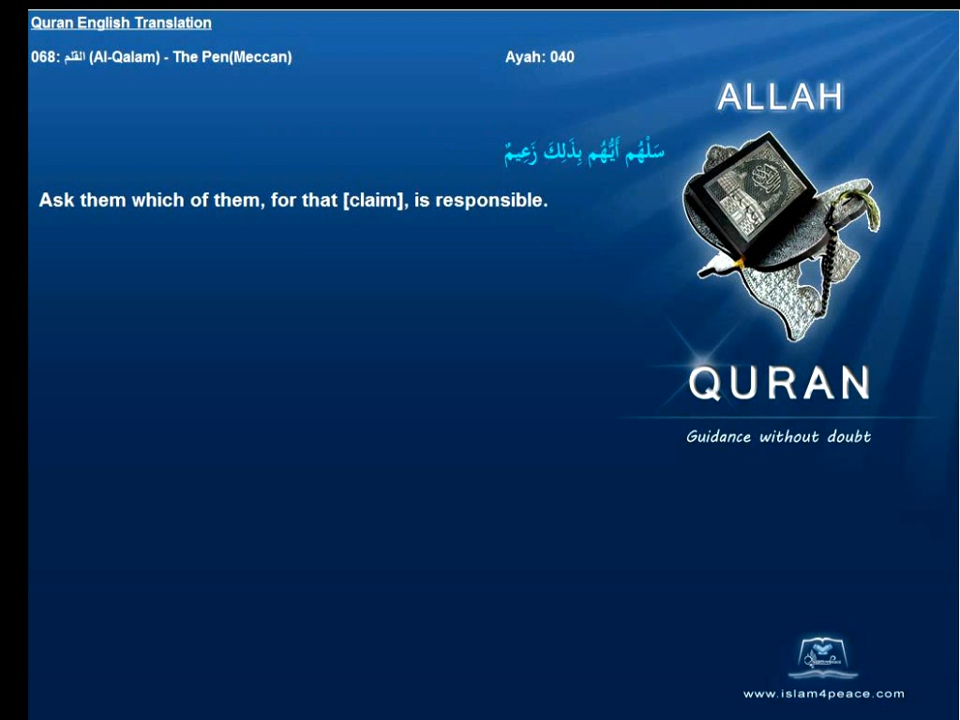 Quran English Translation
068: القلم (Al-Qalam) - The Pen(Meccan) Ayah: 040
سَلْهُم أَيُّهُم بِذَلِكَ زَعِيمٌ
Ask them which of them, for that [claim], is responsible.
ALLAH
QURAN
Guidance without doubt
www.islam4peace.com